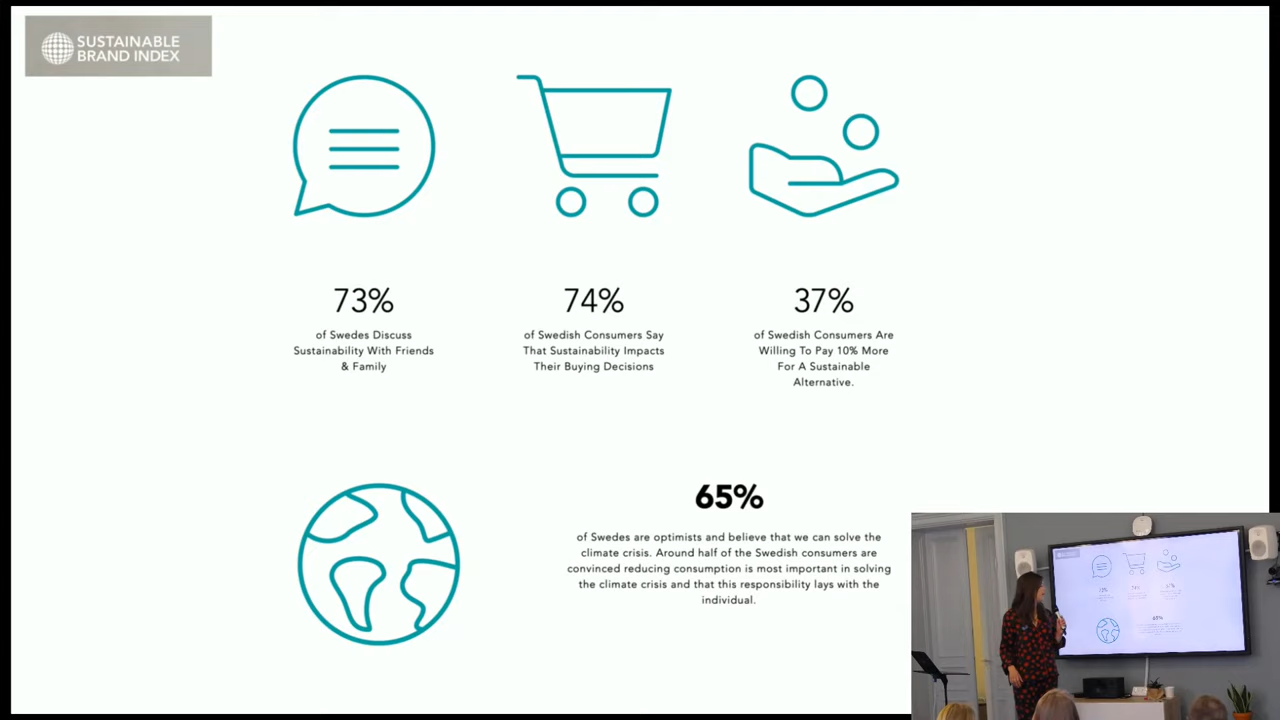 SUSTAINABLE
BRAND INDEX
73%
of Swedes Discuss
Sustainability With Friends
& Family
74%
of Swedish Consumers Say
That Sustainability Impacts
Their Buying Decisions
37%
of Swedish Consumers Are
Willing To Pay 10% More
For A Sustainable
Alternative.
65%
of Swedes are optimists and believe that we can solve the
climate crisis. Around half of the Swedish consumers are
convinced reducing consumption is most important in solving
the climate crisis and that this responsibility lays with the
individual.
65%